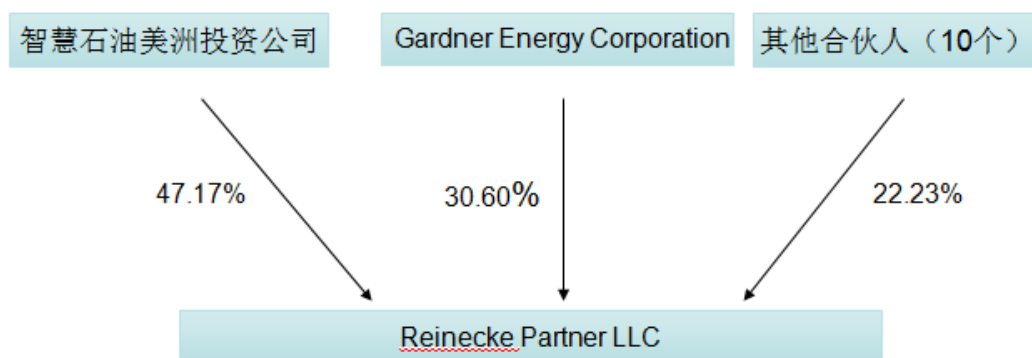 智慧石油美洲投资公司
Gardner Energy Corporation
其他合伙人（10个）
47.17%
30.60%
22.23%
Reinecke Partner LLC